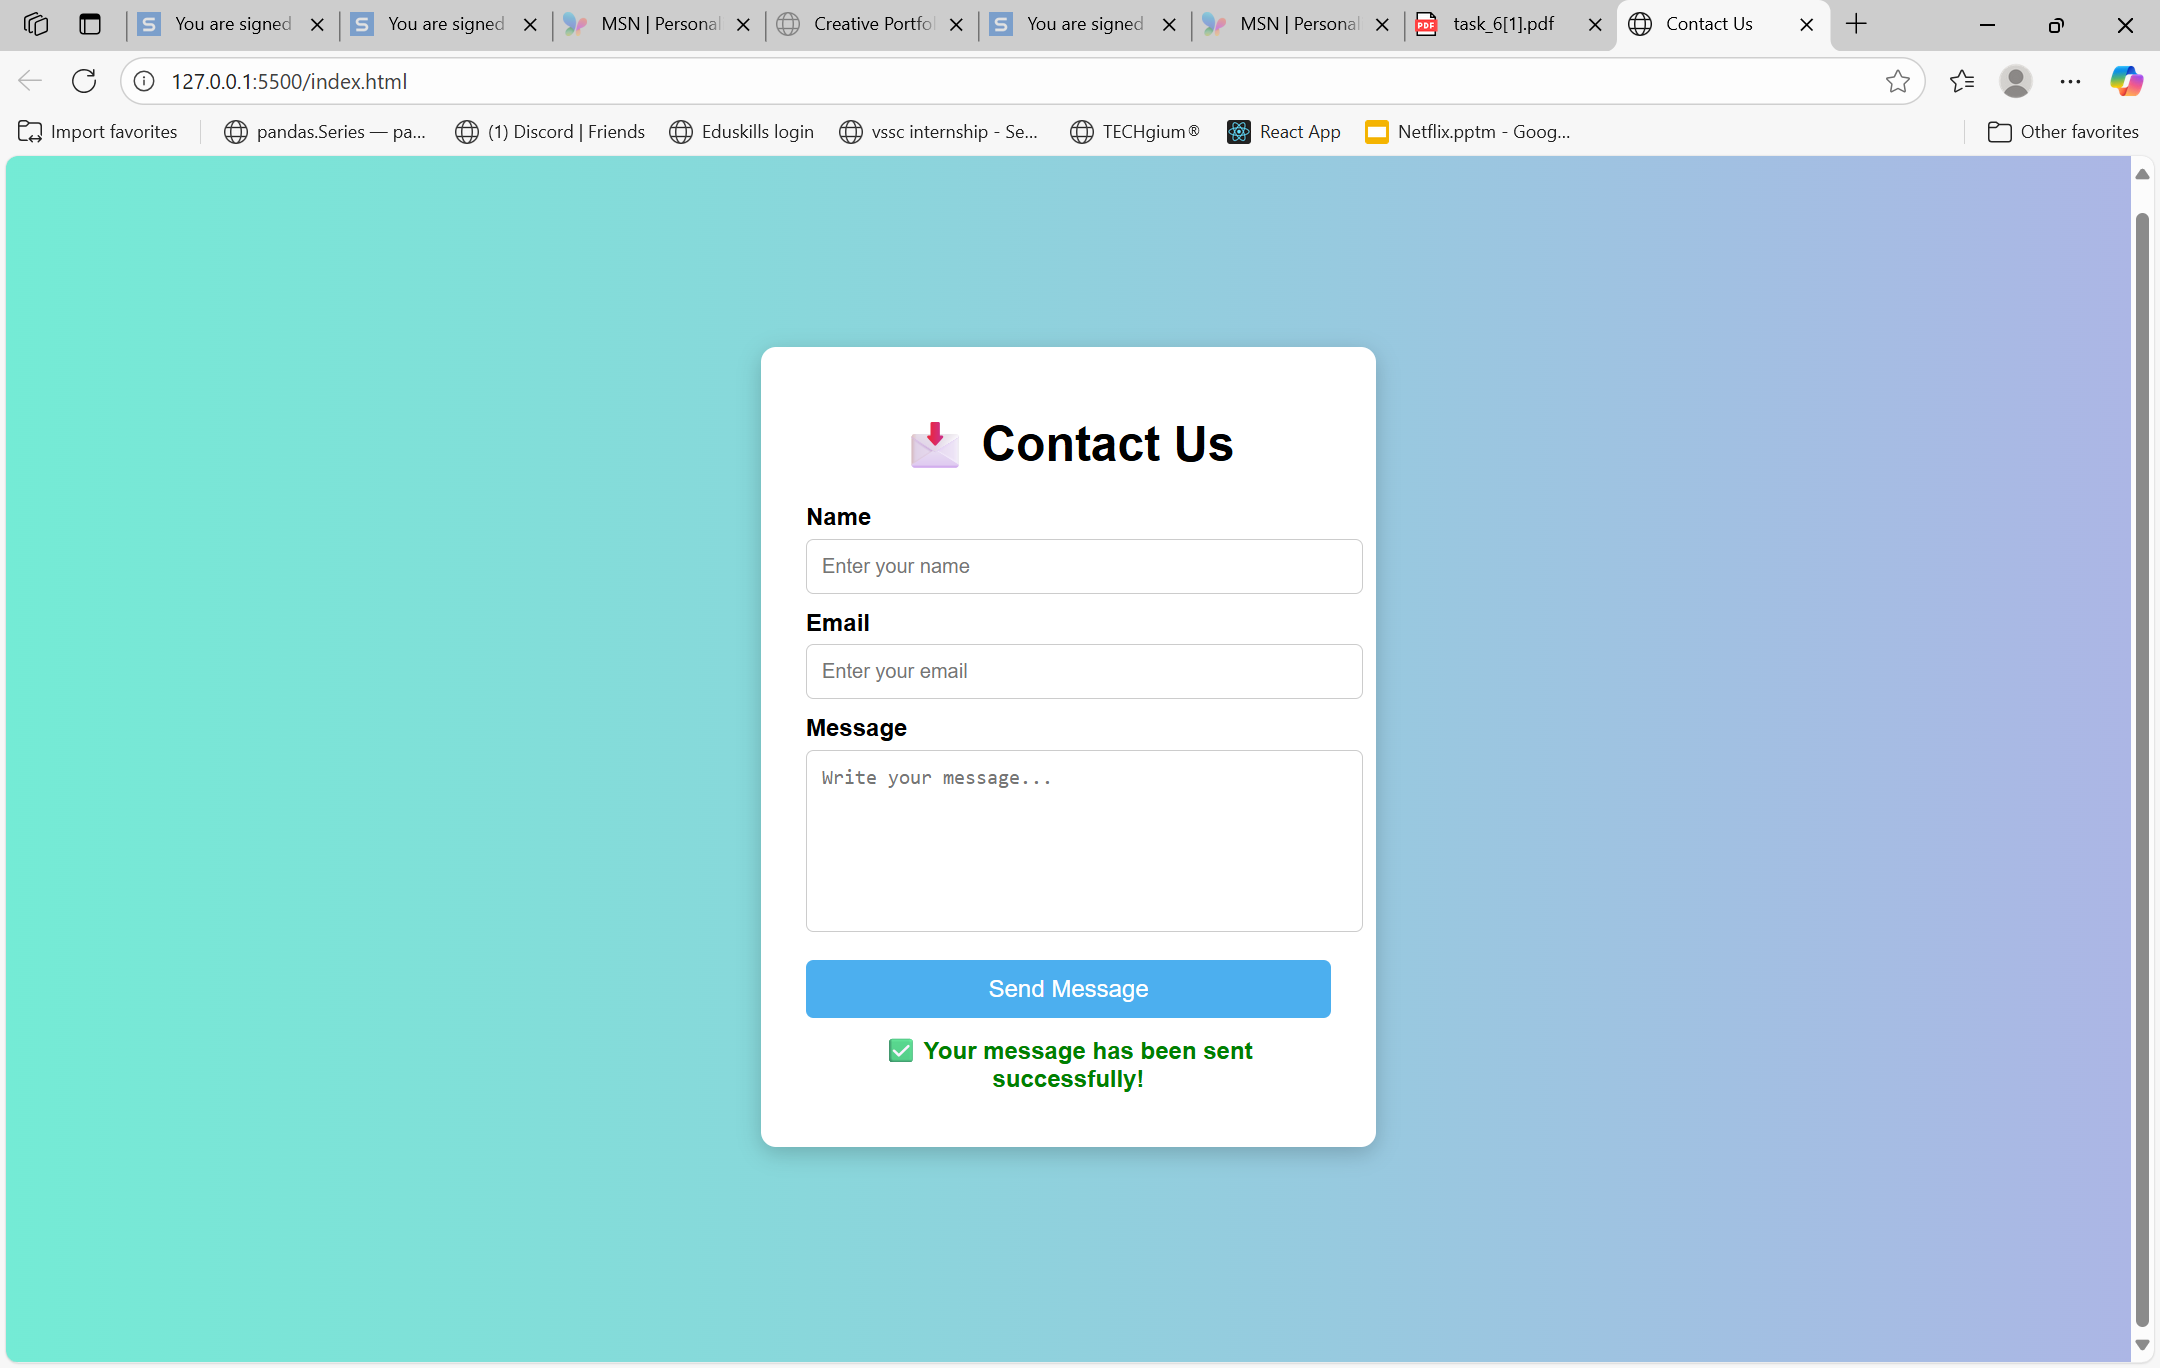 You are signed
You are signed
MSN | Personal
Creative Portfo
You are signed
MSN | Personal
PDF
task_6[1].pdf
Contact Us
127.0.0.1:5500/index.html
Import favorites
pandas.Series — pa...
(1) Discord | Friends
Eduskills login
vssc internship - Se...
TECHgium®
React App
Netflix.pptm - Goog...
Other favorites
📩 Contact Us
Name
Enter your name
Email
Enter your email
Message
Write your message...
Send Message
✅ Your message has been sent
successfully!